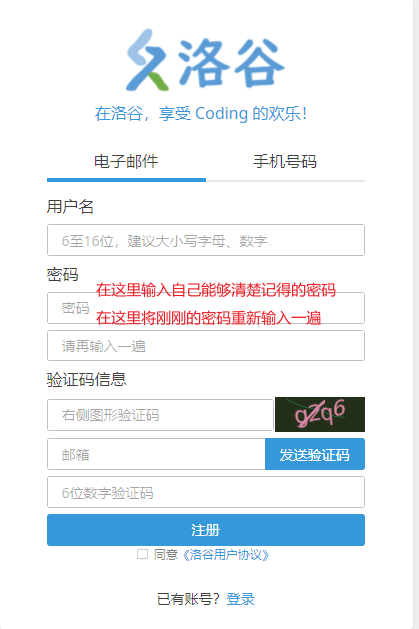 洛谷
在洛谷，享受 Coding 的欢乐！
电子邮件 手机号码
用户名
6至16位，建议大小写字母、数字
密码
在这里输入自己能够清楚记得的密码
密码
在这里将刚刚的密码重新输入一遍
请再输入一遍
验证码信息
右侧图形验证码 g2q6
邮箱 发送验证码
6位数字验证码
注册
同意《洛谷用户协议》
已有账号？登录